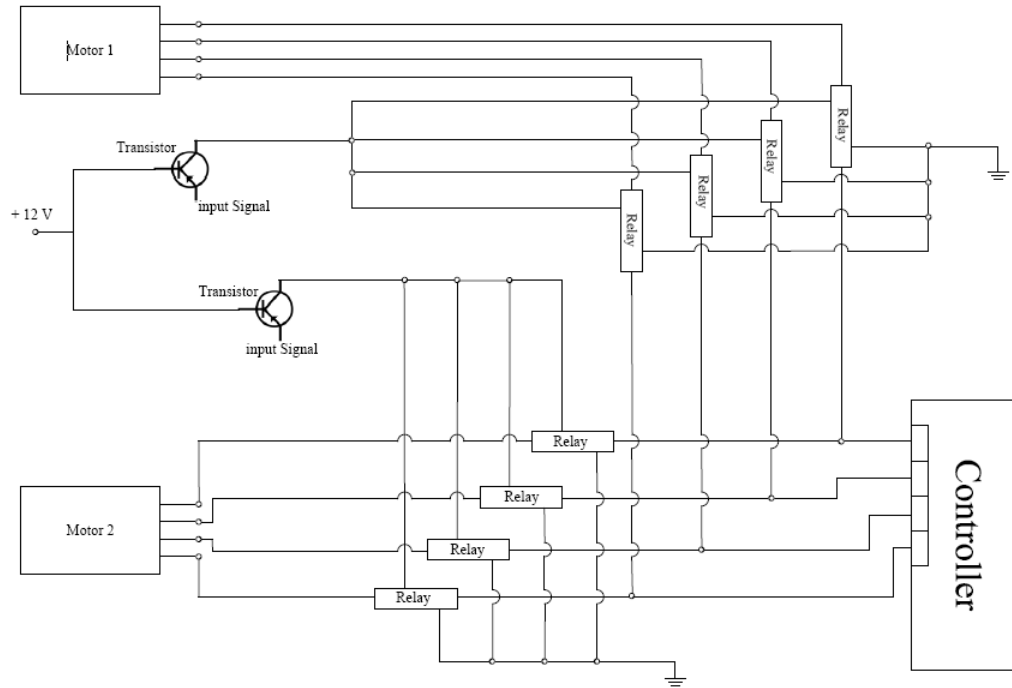 Motor 1
Relay
Relay
Relay
Relay
Transistor
input Signal
+ 12 V
Transistor
input Signal
Relay
Relay
Relay
Relay
Motor 2
Controller